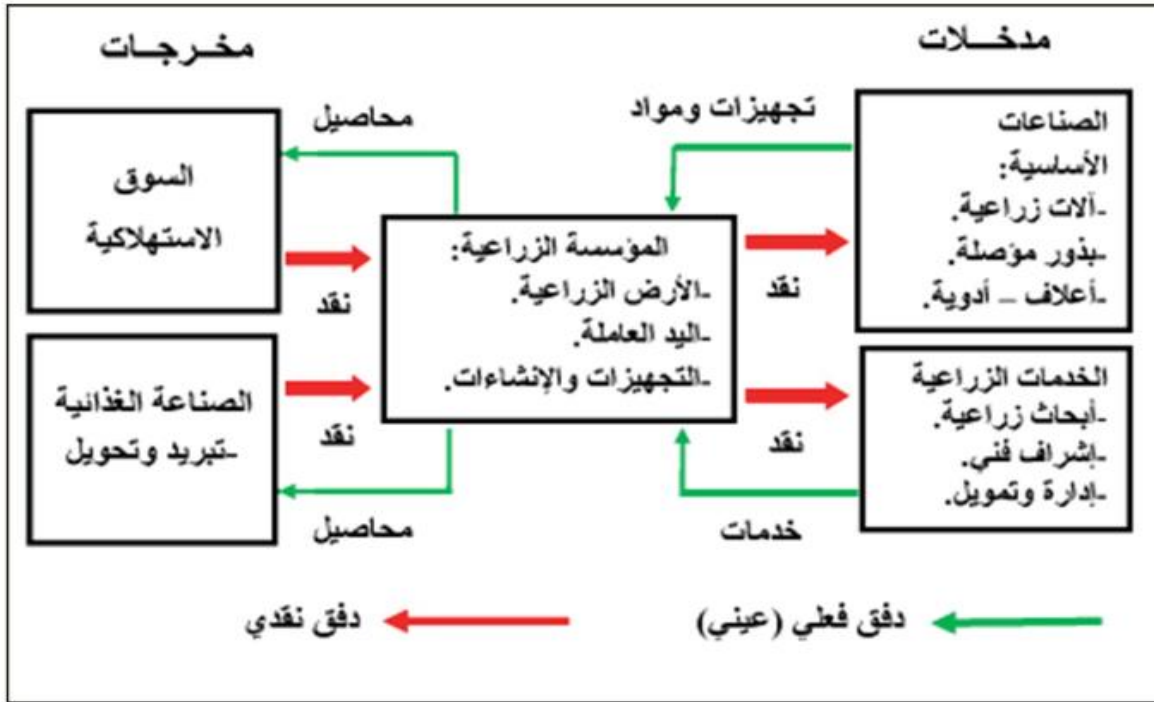 مدخـــلات
مخـرجـات
تجهيزات ومواد
محاصيل
الصناعات
الأساسية:
-آلات زراعية.
-بذور مؤصلة.
-أعلاف – أدوية.
السوق
الاستهلاكية
المؤسسة الزراعية:
-الأرض الزراعية.
-اليد العاملة.
-التجهيزات والإنشاءات.
نقد
نقد
الخدمات الزراعية
-أبحاث زراعية.
-إشراف فني.
-إدارة وتمويل.
الصناعة الغذائية
-تبريد وتحويل
نقد
نقد
خدمات
محاصيل
دفق فعلي (عيني)
دفق نقدي